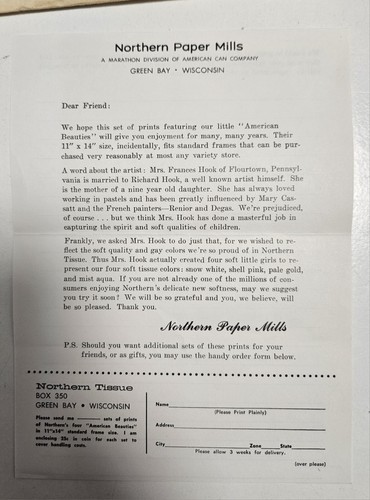 Northern Paper Mills
A MARATHON DIVISION OF AMERICAN CAN COMPANY
GREEN BAY • WISCONSIN
Dear Friend:
We hope this set of prints featuring our little "American
Beauties" will give you enjoyment for many, many years. Their
11" x 14" size, incidentally, fits standard frames that can be pur-
chased very reasonably at most any variety store.
A word about the artist: Mrs. Frances Hook of Flourtown, Pennsyl-
vania is married to Richard Hook, a well known artist himself. She
is the mother of a nine year old daughter. She has always loved
working in pastels and has been greatly influenced by Mary Cas-
satt and the French painters—Renior and Degas. We're prejudiced,
of course . . . but we think Mrs. Hook has done a masterful job in
capturing the spirit and soft qualities of children.
Frankly, we asked Mrs. Hook to do just that, for we wished to re-
flect the soft quality and gay colors we're so proud of in Northern
Tissue. Thus Mrs. Hook actually created four soft little girls to re-
present our four soft tissue colors: snow white, shell pink, pale gold,
and mist aqua. If you are not already one of the millions of con-
sumers enjoying Northern's delicate new softness, may we suggest
you try it soon? We will be so grateful and you, we believe, will
be so pleased. Thank you.
Northern Paper Mills
P.S. Should you want additional sets of these prints for your
friends, or as gifts, you may use the handy order form below.
Northern Tissue
BOX 350
GREEN BAY • WISCONSIN
Please send me ——— sets of prints
of Northern's four "American Beauties"
in 11"x14" standard frame size. I am
enclosing 25c in coin for each set to
cover handling costs.
Name
(Please Print Plainly)
Address
City Zone State
Please allow 3 weeks for delivery.
(over please)